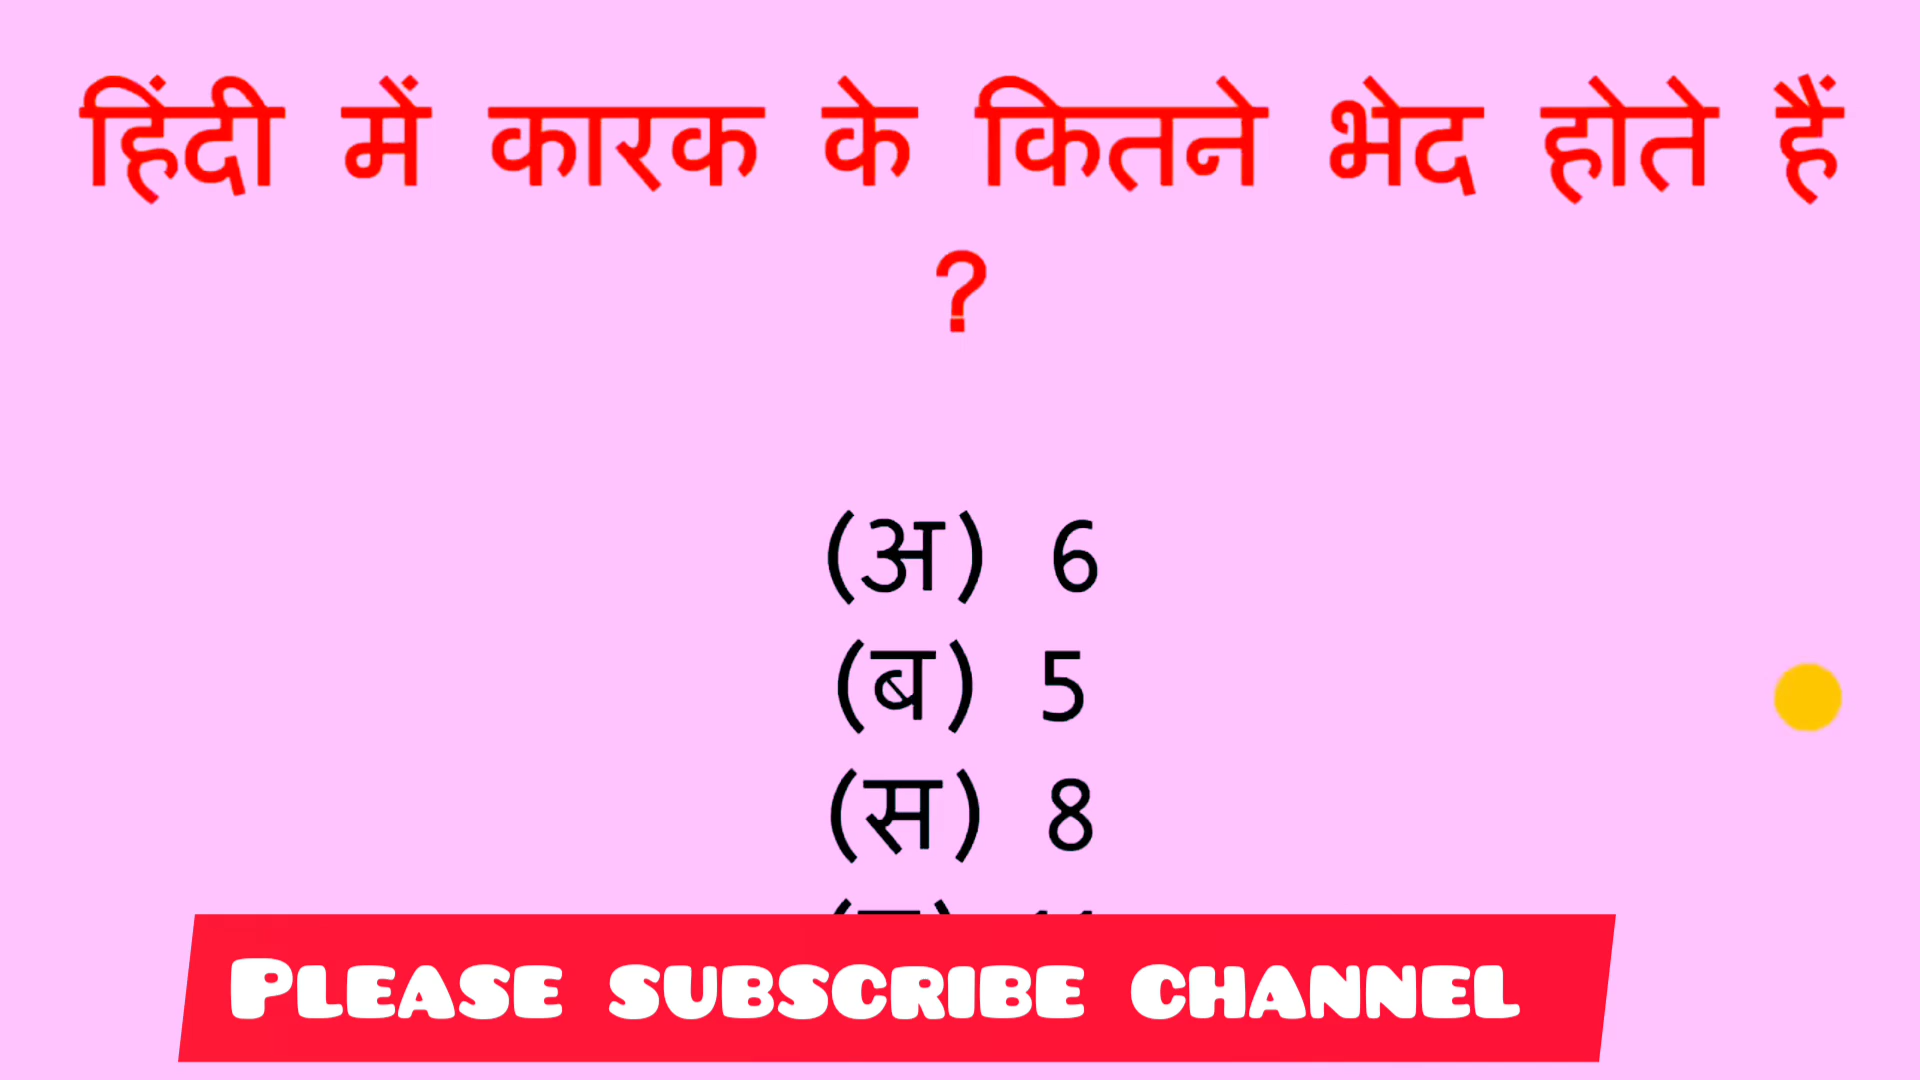 हिंदी में कारक के कितने भेद होते हैं
?
(अ) 6
(ब) 5
(स) 8
PLEASE SUBSCRIBE CHANNEL